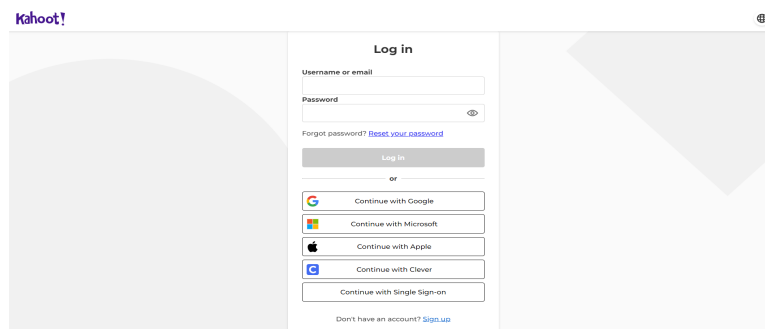 Kahoot!
Log in
Username or email
Password
Forgot password? Reset your password
Log in
or
Continue with Google
Continue with Microsoft
Continue with Apple
C Continue with Clever
Continue with Single Sign-on
Don't have an account? Sign up